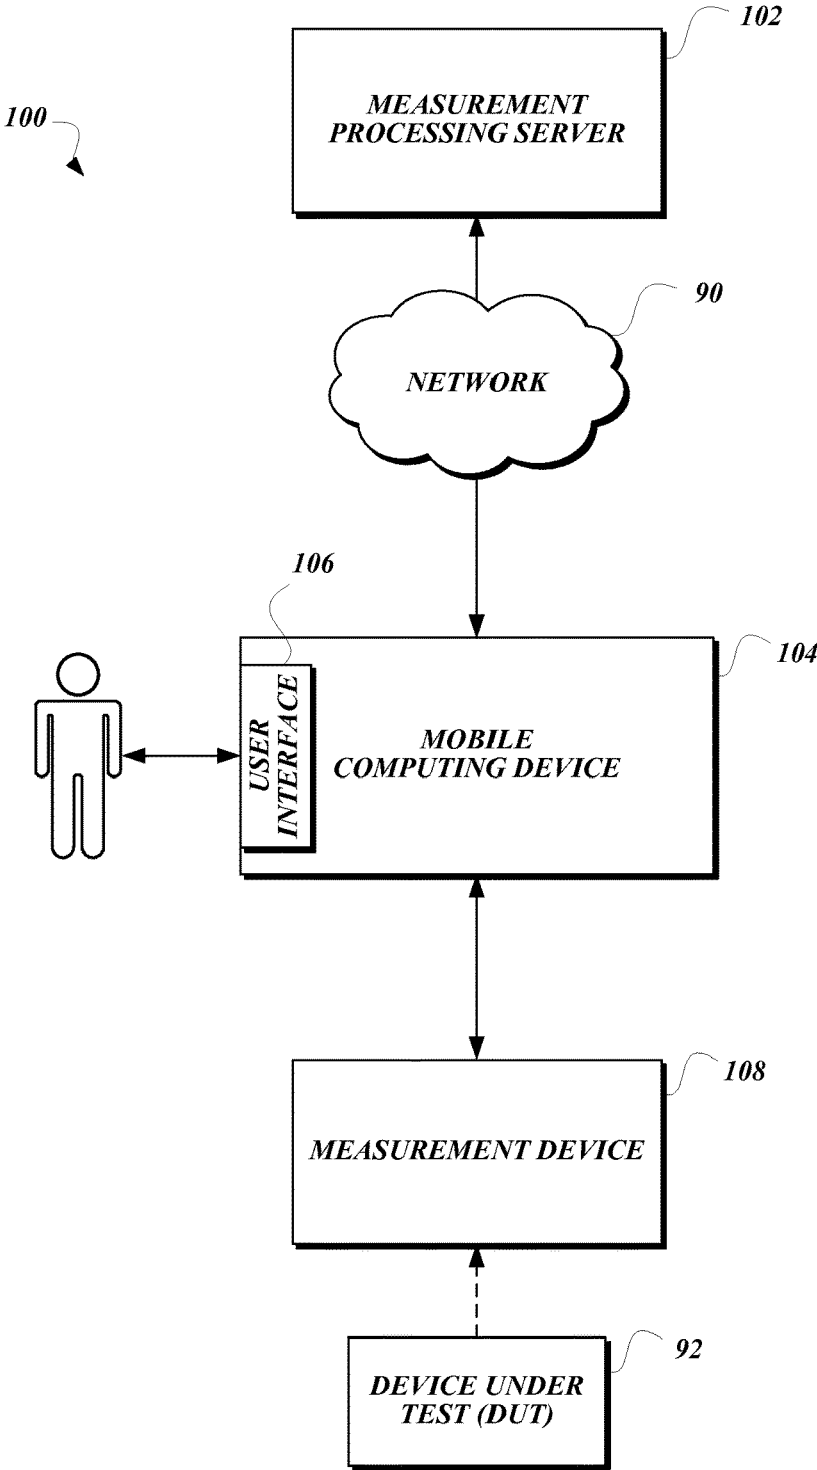 102
100
MEASUREMENT
PROCESSING SERVER
90
NETWORK
106
104
USER
INTERFACE
MOBILE
COMPUTING DEVICE
108
MEASUREMENT DEVICE
92
DEVICE UNDER
TEST (DUT)